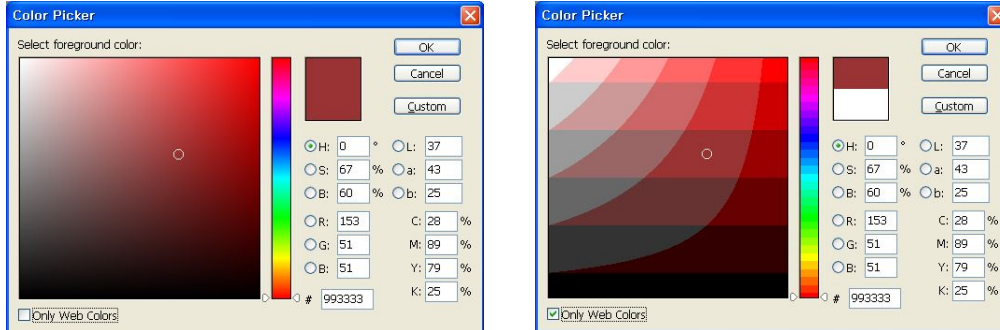 Color Picker
Select foreground color:
OK
Cancel
Custom
H: 0 ° L: 37
S: 67 % a: 43
B: 60 % b: 25
R: 153 C: 28 %
G: 51 M: 89 %
B: 51 Y: 79 %
# 993333 K: 25 %
Only Web Colors
Color Picker
Select foreground color:
OK
Cancel
Custom
H: 0 ° L: 37
S: 67 % a: 43
B: 60 % b: 25
R: 153 C: 28 %
G: 51 M: 89 %
B: 51 Y: 79 %
# 993333 K: 25 %
Only Web Colors